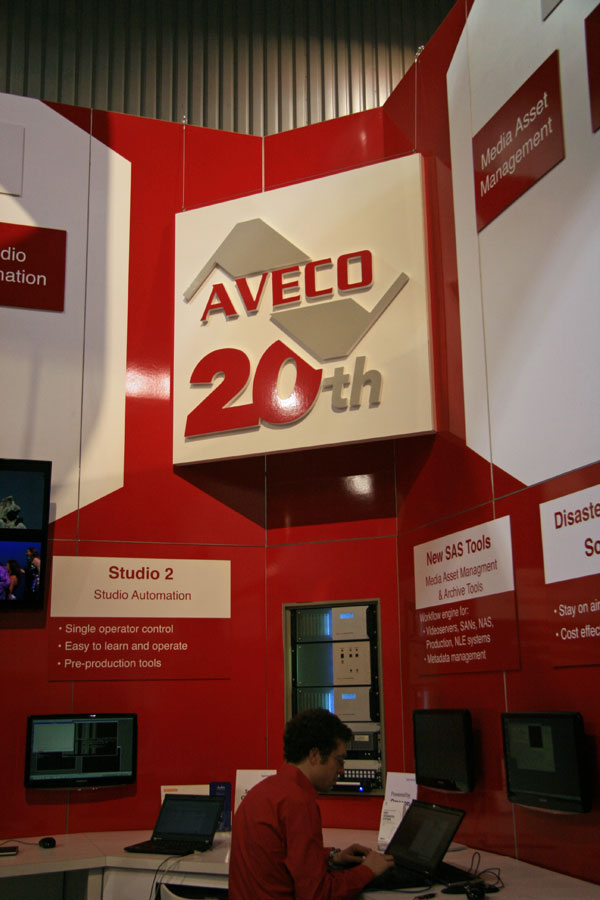 Media Asset
Management
dio
mation
AVECO
20th
Studio 2
Studio Automation
• Single operator control
• Easy to learn and operate
• Pre-production tools
New SAS Tools
Media Asset Managment
& Archive Tools
Workflow engine for:
• Videoservers, SANs, NAS,
Production, NLE systems
• Metadata management
Disaste
So
• Stay on air
• Cost effec
Powered by